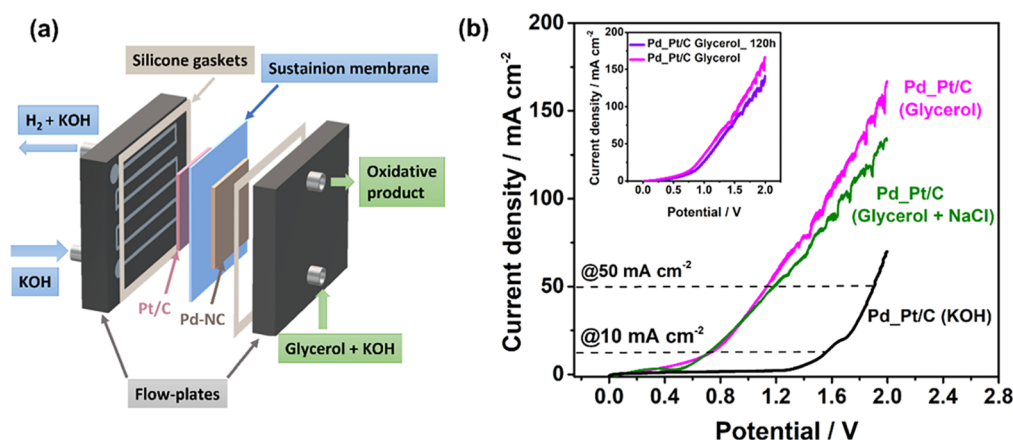 (a)
Silicone gaskets
Sustainion membrane
H2 + KOH
Oxidative
product
KOH
Pt/C
Pd-NC
Glycerol + KOH
Flow-plates
(b)
Current density / mA cm-2
200
150
100
50
0
0.0 0.4 0.8 1.2 1.6 2.0 2.4 2.8
Potential / V
Pd_Pt/C
(Glycerol)
Pd_Pt/C
(Glycerol + NaCl)
Pd_Pt/C (KOH)
@50 mA cm-2
@10 mA cm-2
Current density / mA cm-2
200
150
100
50
0
Pd_Pt/C Glycerol_ 120h
Pd_Pt/C Glycerol
0.0 0.5 1.0 1.5 2.0
Potential / V